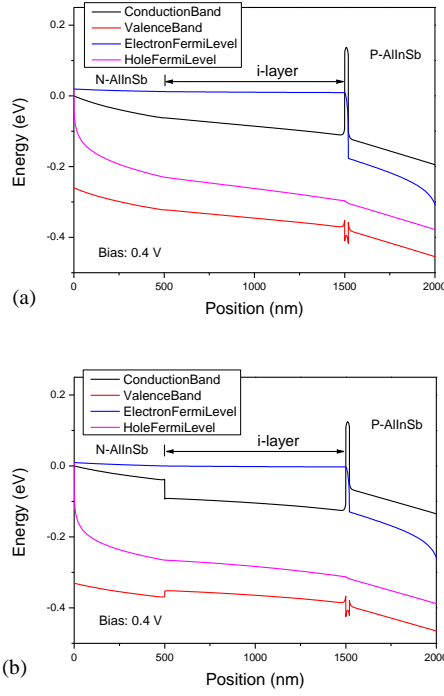 (a)
ConductionBand
ValenceBand
ElectronFermiLevel
HoleFermiLevel
0.2
0.0
-0.2
-0.4
Energy (eV)
N-AlInSb
i-layer
P-AlInSb
Bias: 0.4 V
0
500
1000
1500
2000
Position (nm)
(b)
ConductionBand
ValenceBand
ElectronFermiLevel
HoleFermiLevel
0.2
0.0
-0.2
-0.4
Energy (eV)
N-AlInSb
i-layer
P-AlInSb
Bias: 0.4 V
0
500
1000
1500
2000
Position (nm)